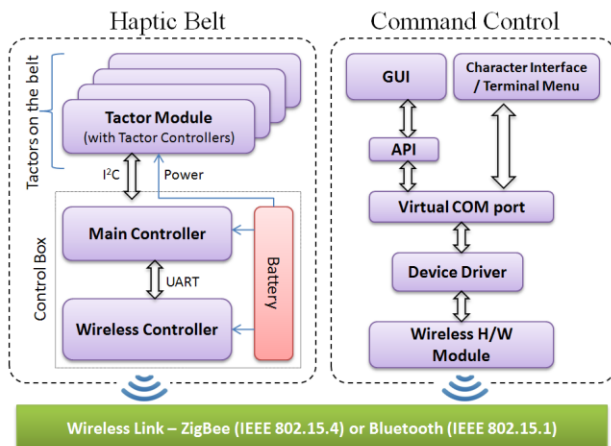 Haptic Belt
Tactors on the belt
Tactor Module
(with Tactor Controllers)
I²C
Power
Control Box
Main Controller
UART
Wireless Controller
Battery
Command Control
GUI
Character Interface
/ Terminal Menu
API
Virtual COM port
Device Driver
Wireless H/W
Module
Wireless Link – ZigBee (IEEE 802.15.4) or Bluetooth (IEEE 802.15.1)